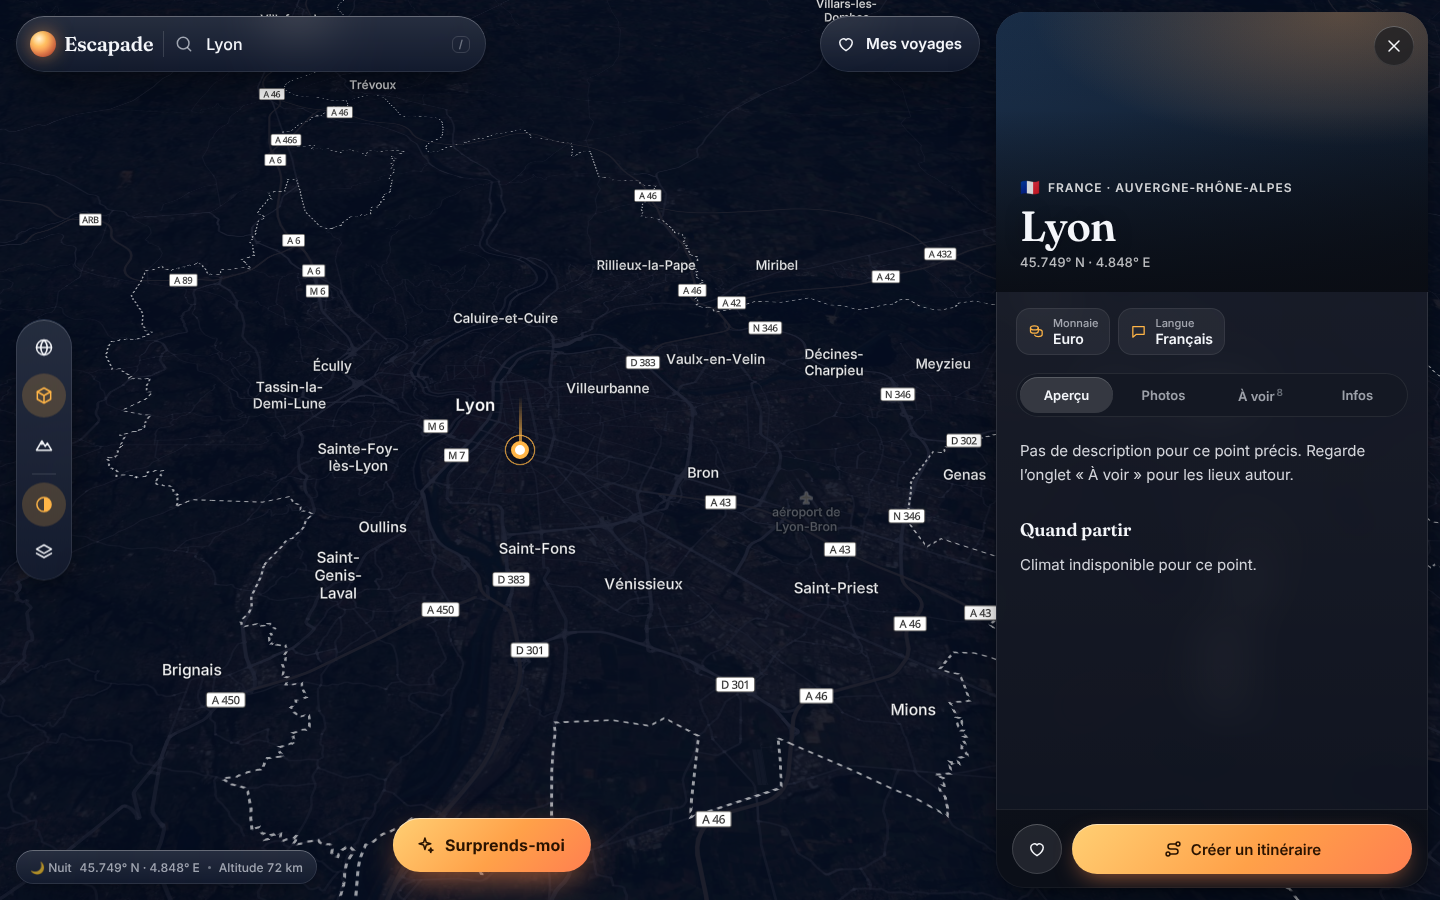 Villars-les-
Dombes
Escapade
Lyon
/
Mes voyages
Trévoux
A 46
A 46
A 466
A 6
A 46
ARB
A 6
A 432
Rillieux-la-Pape
Miribel
A 6
A 89
A 42
M 6
A 46
A 42
Caluire-et-Cuire
N 346
D 383
Vaulx-en-Velin
Décines-
Charpieu
Meyzieu
Écully
Tassin-la-
Demi-Lune
Villeurbanne
N 346
Lyon
M 6
D 302
Sainte-Foy-
lès-Lyon
M 7
Bron
Genas
A 43
aéroport de
Lyon-Bron
N 346
Oullins
Saint-Fons
A 43
Saint-
Genis-
Laval
D 383
Vénissieux
Saint-Priest
A 450
A 43
A 46
D 301
Brignais
D 301
A 46
A 450
Mions
A 46
Surprends-moi
Nuit 45.749° N · 4.848° E • Altitude 72 km
FRANCE · AUVERGNE-RHÔNE-ALPES
Lyon
45.749° N · 4.848° E
Monnaie
Euro
Langue
Français
Aperçu
Photos
À voir 8
Infos
Pas de description pour ce point précis. Regarde
l’onglet « À voir » pour les lieux autour.
Quand partir
Climat indisponible pour ce point.
Créer un itinéraire